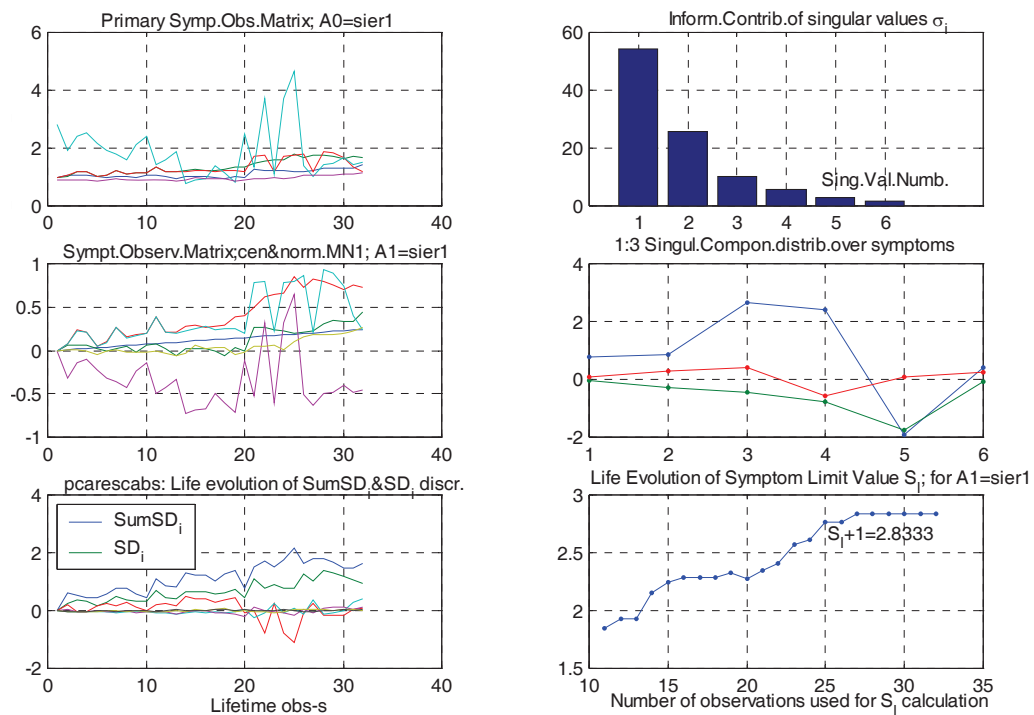 Primary Symp.Obs.Matrix; A0=sier1
6
4
2
0
0 10 20 30 40
Inform.Contrib.of singular values σi
60
40
20
0
Sing.Val.Numb.
1 2 3 4 5 6
Sympt.Observ.Matrix;cen&norm.MN1; A1=sier1
1
0.5
0
-0.5
-1
0 10 20 30 40
1:3 Singul.Compon.distrib.over symptoms
4
2
0
-2
1 2 3 4 5 6
pcarescabs: Life evolution of SumSDi&SDi discr.
4
2
0
-2
SumSDi
SDi
0 10 20 30 40
Lifetime obs-s
Life Evolution of Symptom Limit Value Sl; for A1=sier1
3
2.5
2
1.5
Sl+1=2.8333
10 15 20 25 30 35
Number of observations used for Sl calculation